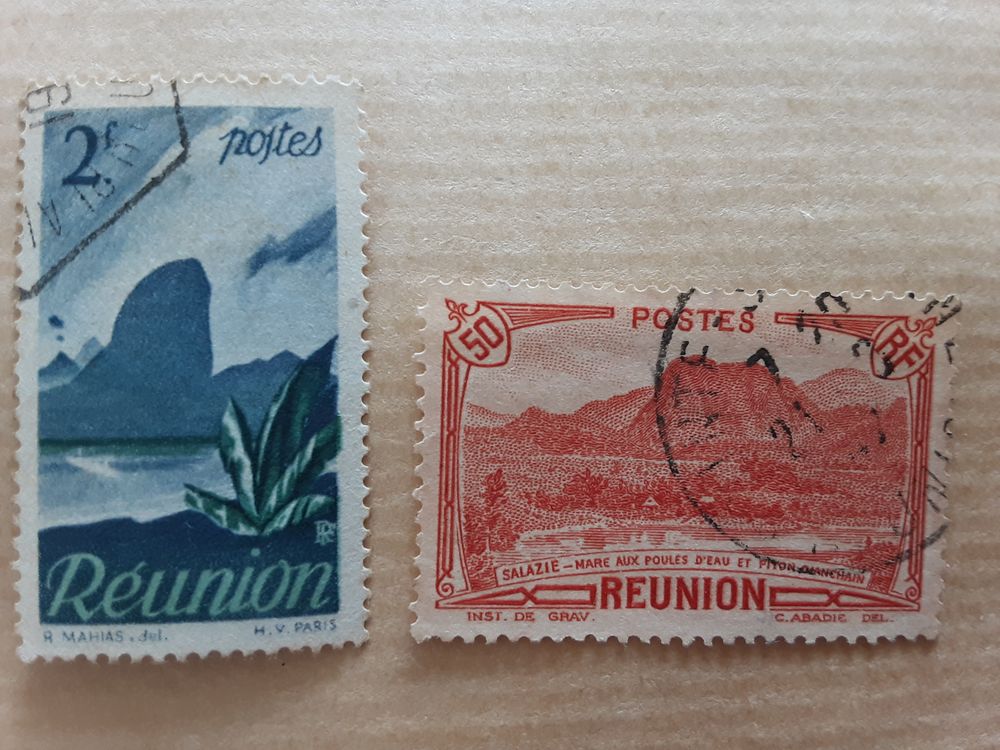 2f
postes
RF
Réunion
R MAHIAS . del.
H. V. PARIS
50
POSTES
RF
SALAZIE – MARE AUX POULES D'EAU ET PITON D'ANCHAIN
REUNION
INST. DE GRAV.
C. ABADIE DEL.